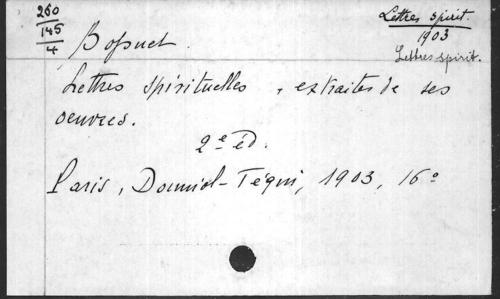 260
145
4
Lettres spirit.
1903
Lettres spirit.
Bossuet.
Lettres spirituelles, extraites de ses
oeuvres.
2e éd.
Paris, Douniol-Téqui, 1903, 16o